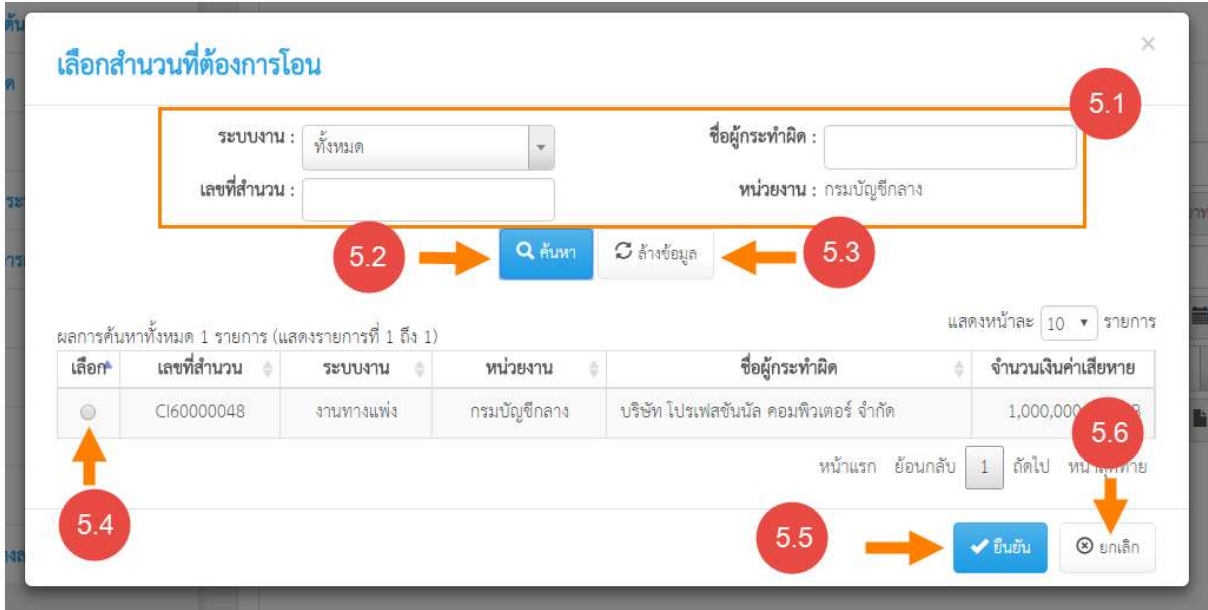 เลือกสำนวนที่ต้องการโอน
×
5.1
ระบบงาน : ทั้งหมด ชื่อผู้กระทำผิด :
เลขที่สำนวน : หน่วยงาน : กรมบัญชีกลาง
5.2 ค้นหา ล้างข้อมูล 5.3
แสดงหน้าละ 10 รายการ
ผลการค้นหาทั้งหมด 1 รายการ (แสดงรายการที่ 1 ถึง 1)
เลือก เลขที่สำนวน ระบบงาน หน่วยงาน ชื่อผู้กระทำผิด จำนวนเงินค่าเสียหาย
CI60000048 งานทางแพ่ง กรมบัญชีกลาง บริษัท โปรเฟสชันนัล คอมพิวเตอร์ จำกัด 1,000,000
5.6
หน้าแรก ย้อนกลับ 1 ถัดไป
5.4
5.5 ยืนยัน ยกเลิก